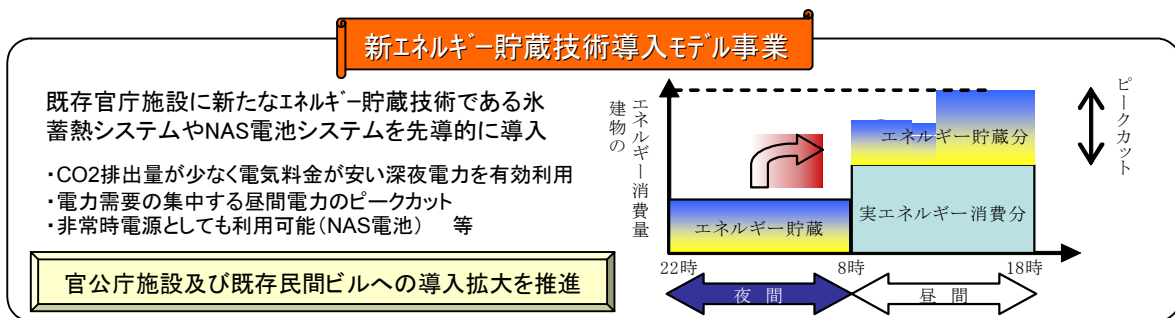 新エネルギー貯蔵技術導入モデル事業
既存官庁施設に新たなエネルギー貯蔵技術である氷
蓄熱システムやNAS電池システムを先導的に導入
・CO2排出量が少なく電気料金が安い深夜電力を有効利用
・電力需要の集中する昼間電力のピークカット
・非常時電源としても利用可能（NAS電池）　等
官公庁施設及び既存民間ビルへの導入拡大を推進
建物の
エネルギー消費量
ピークカット
エネルギー貯蔵分
エネルギー貯蔵
実エネルギー消費分
22時
8時
18時
夜 間
昼 間